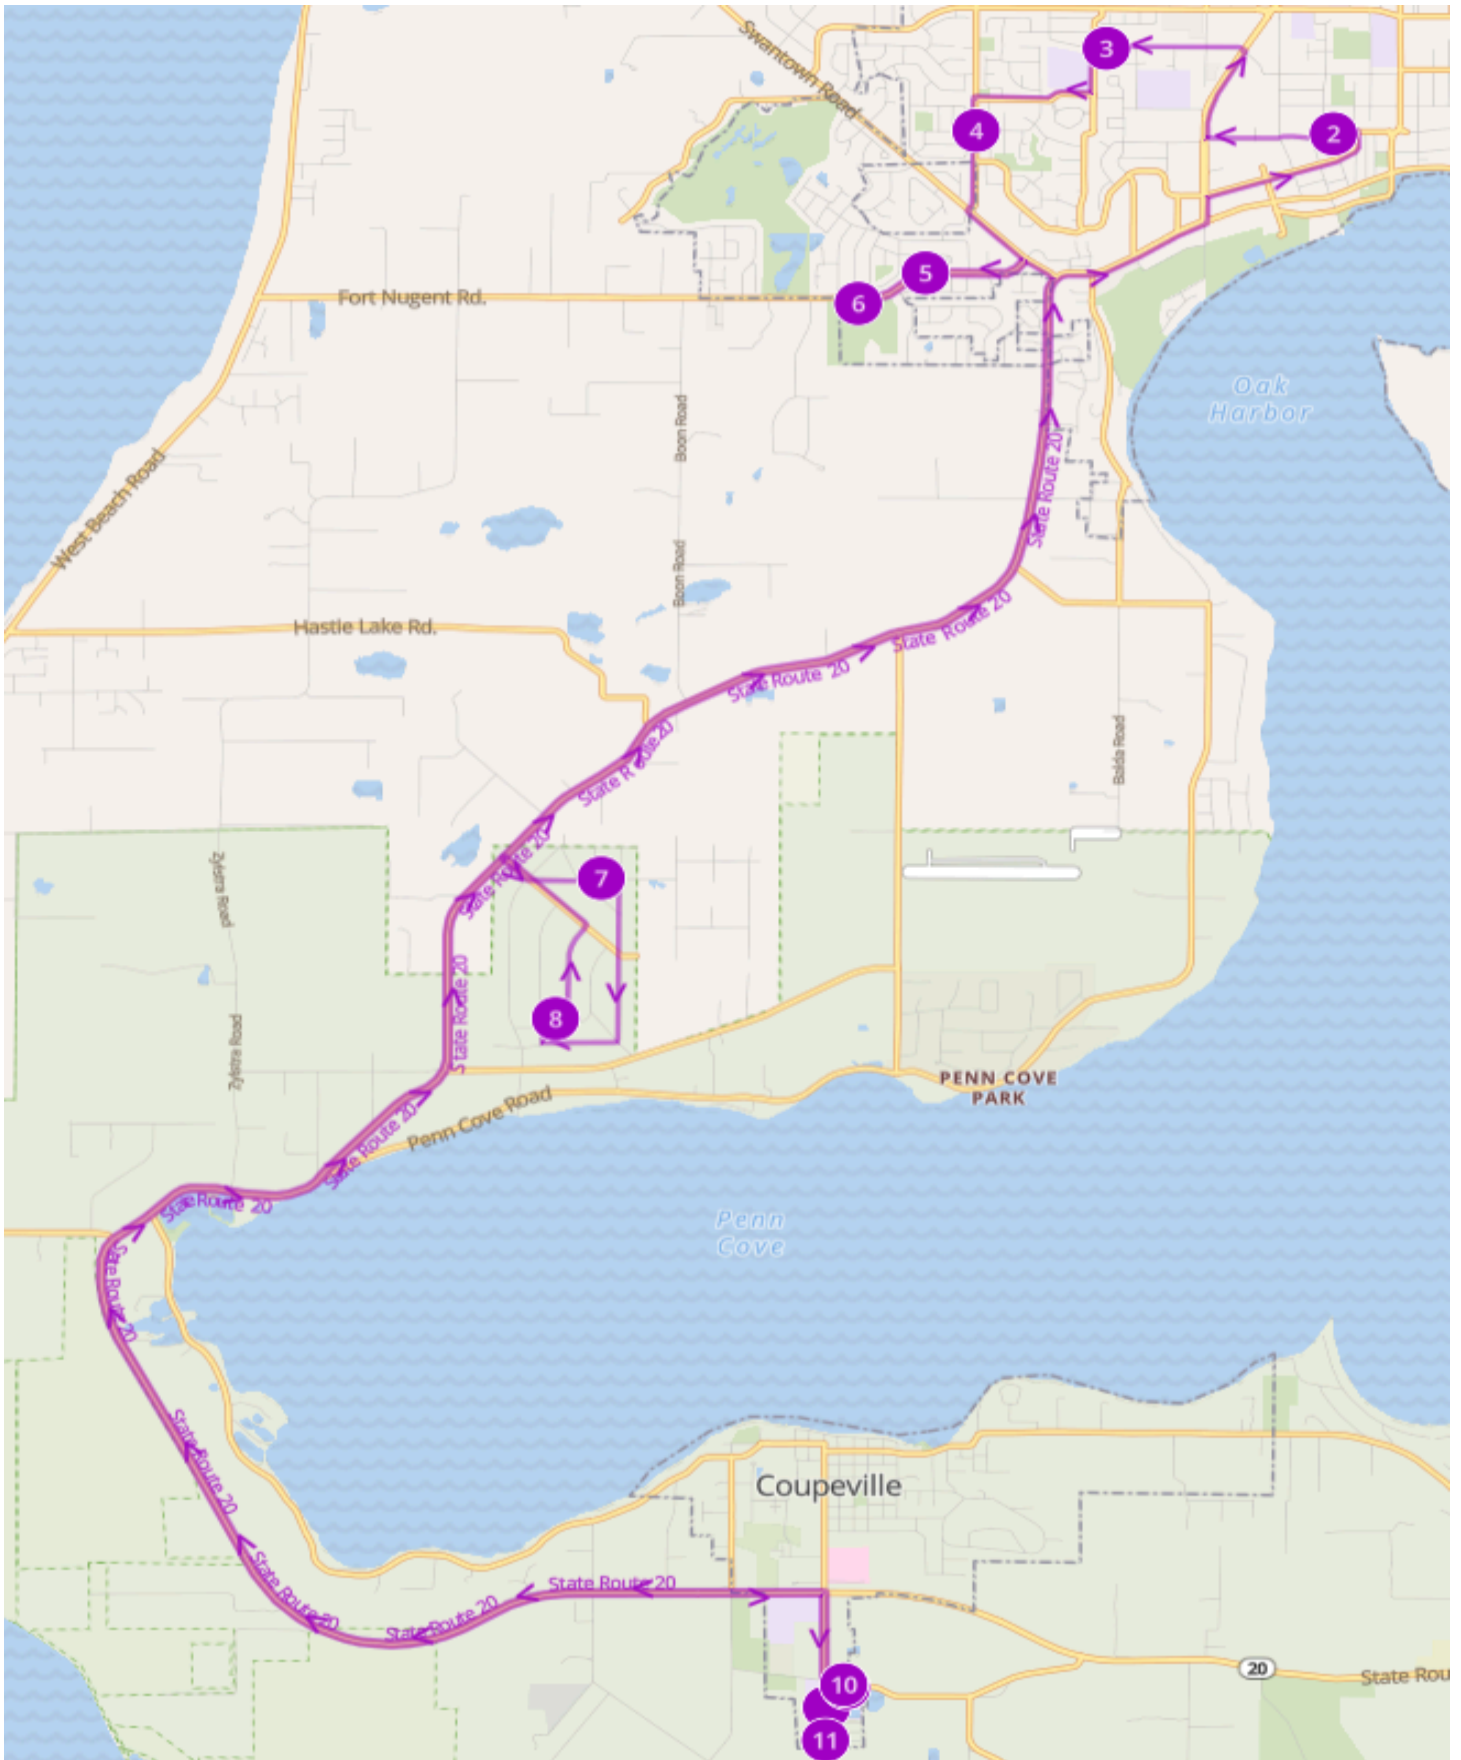 3
Swantown Road
4
2
5
6
Fort Nugent Rd.
Oak
Harbor
Boon Road
State Route 20
West Beach Road
Boon Road
State Route 20
Hastie Lake Rd.
State Route 20
State Route 20
Balda Road
State Route 20
7
State Route 20
Zylstra Road
State Route 20
8
Zylstra Road
PENN COVE
PARK
Penn Cove Road
State Route 20
State Route 20
Penn
Cove
State Route 20
State Route 20
Coupeville
State Route 20
State Route 20
State Route 20
20
State Rou
10
11